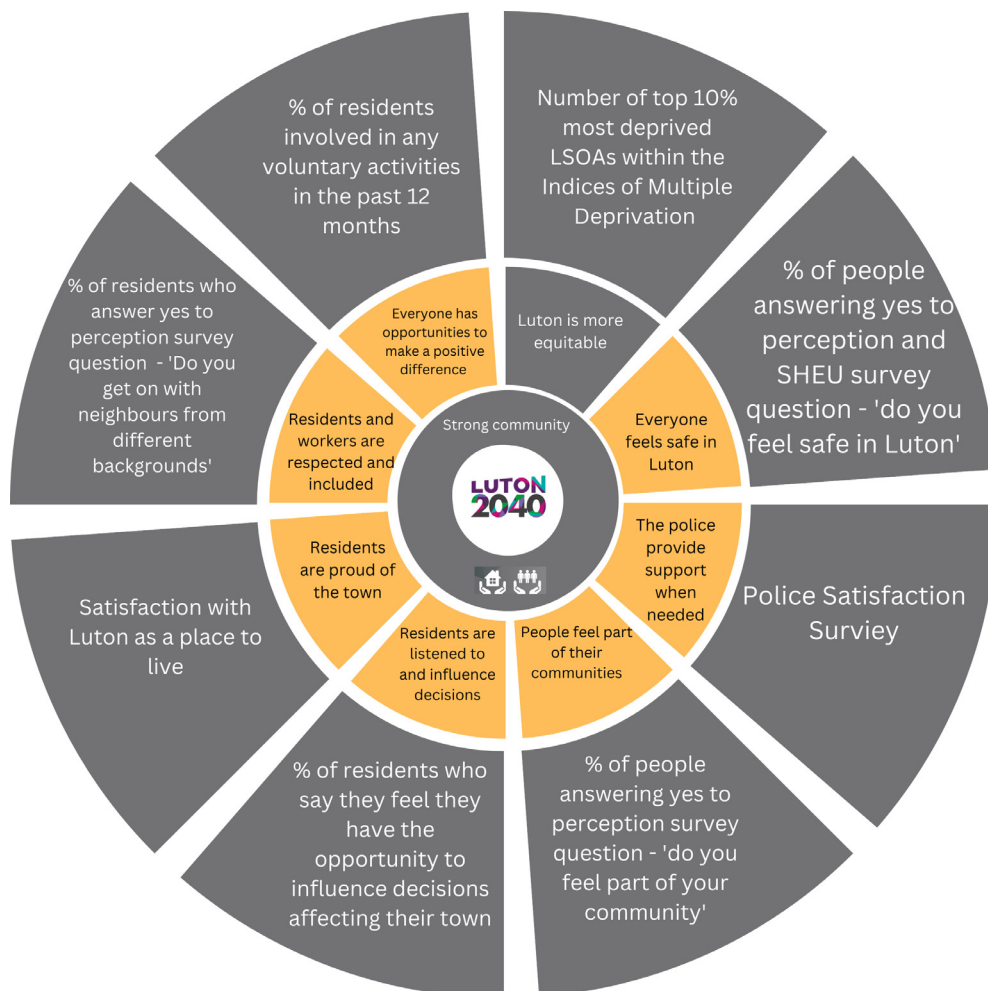 Strong community
LUTON
2040
Luton is more
equitable
Number of top 10%
most deprived
LSOAs within the
Indices of Multiple
Deprivation
Everyone
feels safe in
Luton
% of people
answering yes to
perception and
SHEU survey
question - 'do you
feel safe in Luton'
The police
provide
support
when
needed
Police Satisfaction
Surviey
People feel part
of their
communities
% of people
answering yes to
perception survey
question - 'do you
feel part of your
community'
Residents are
listened to
and influence
decisions
% of residents who
say they feel they
have the
opportunity to
influence decisions
affecting their town
Residents
are proud of
the town
Satisfaction with
Luton as a place to
live
Residents and
workers are
respected and
included
% of residents who
answer yes to
perception survey
question - 'Do you
get on with
neighbours from
different
backgrounds'
Everyone has
opportunities to
make a positive
difference
% of residents
involved in any
voluntary activities
in the past 12
months